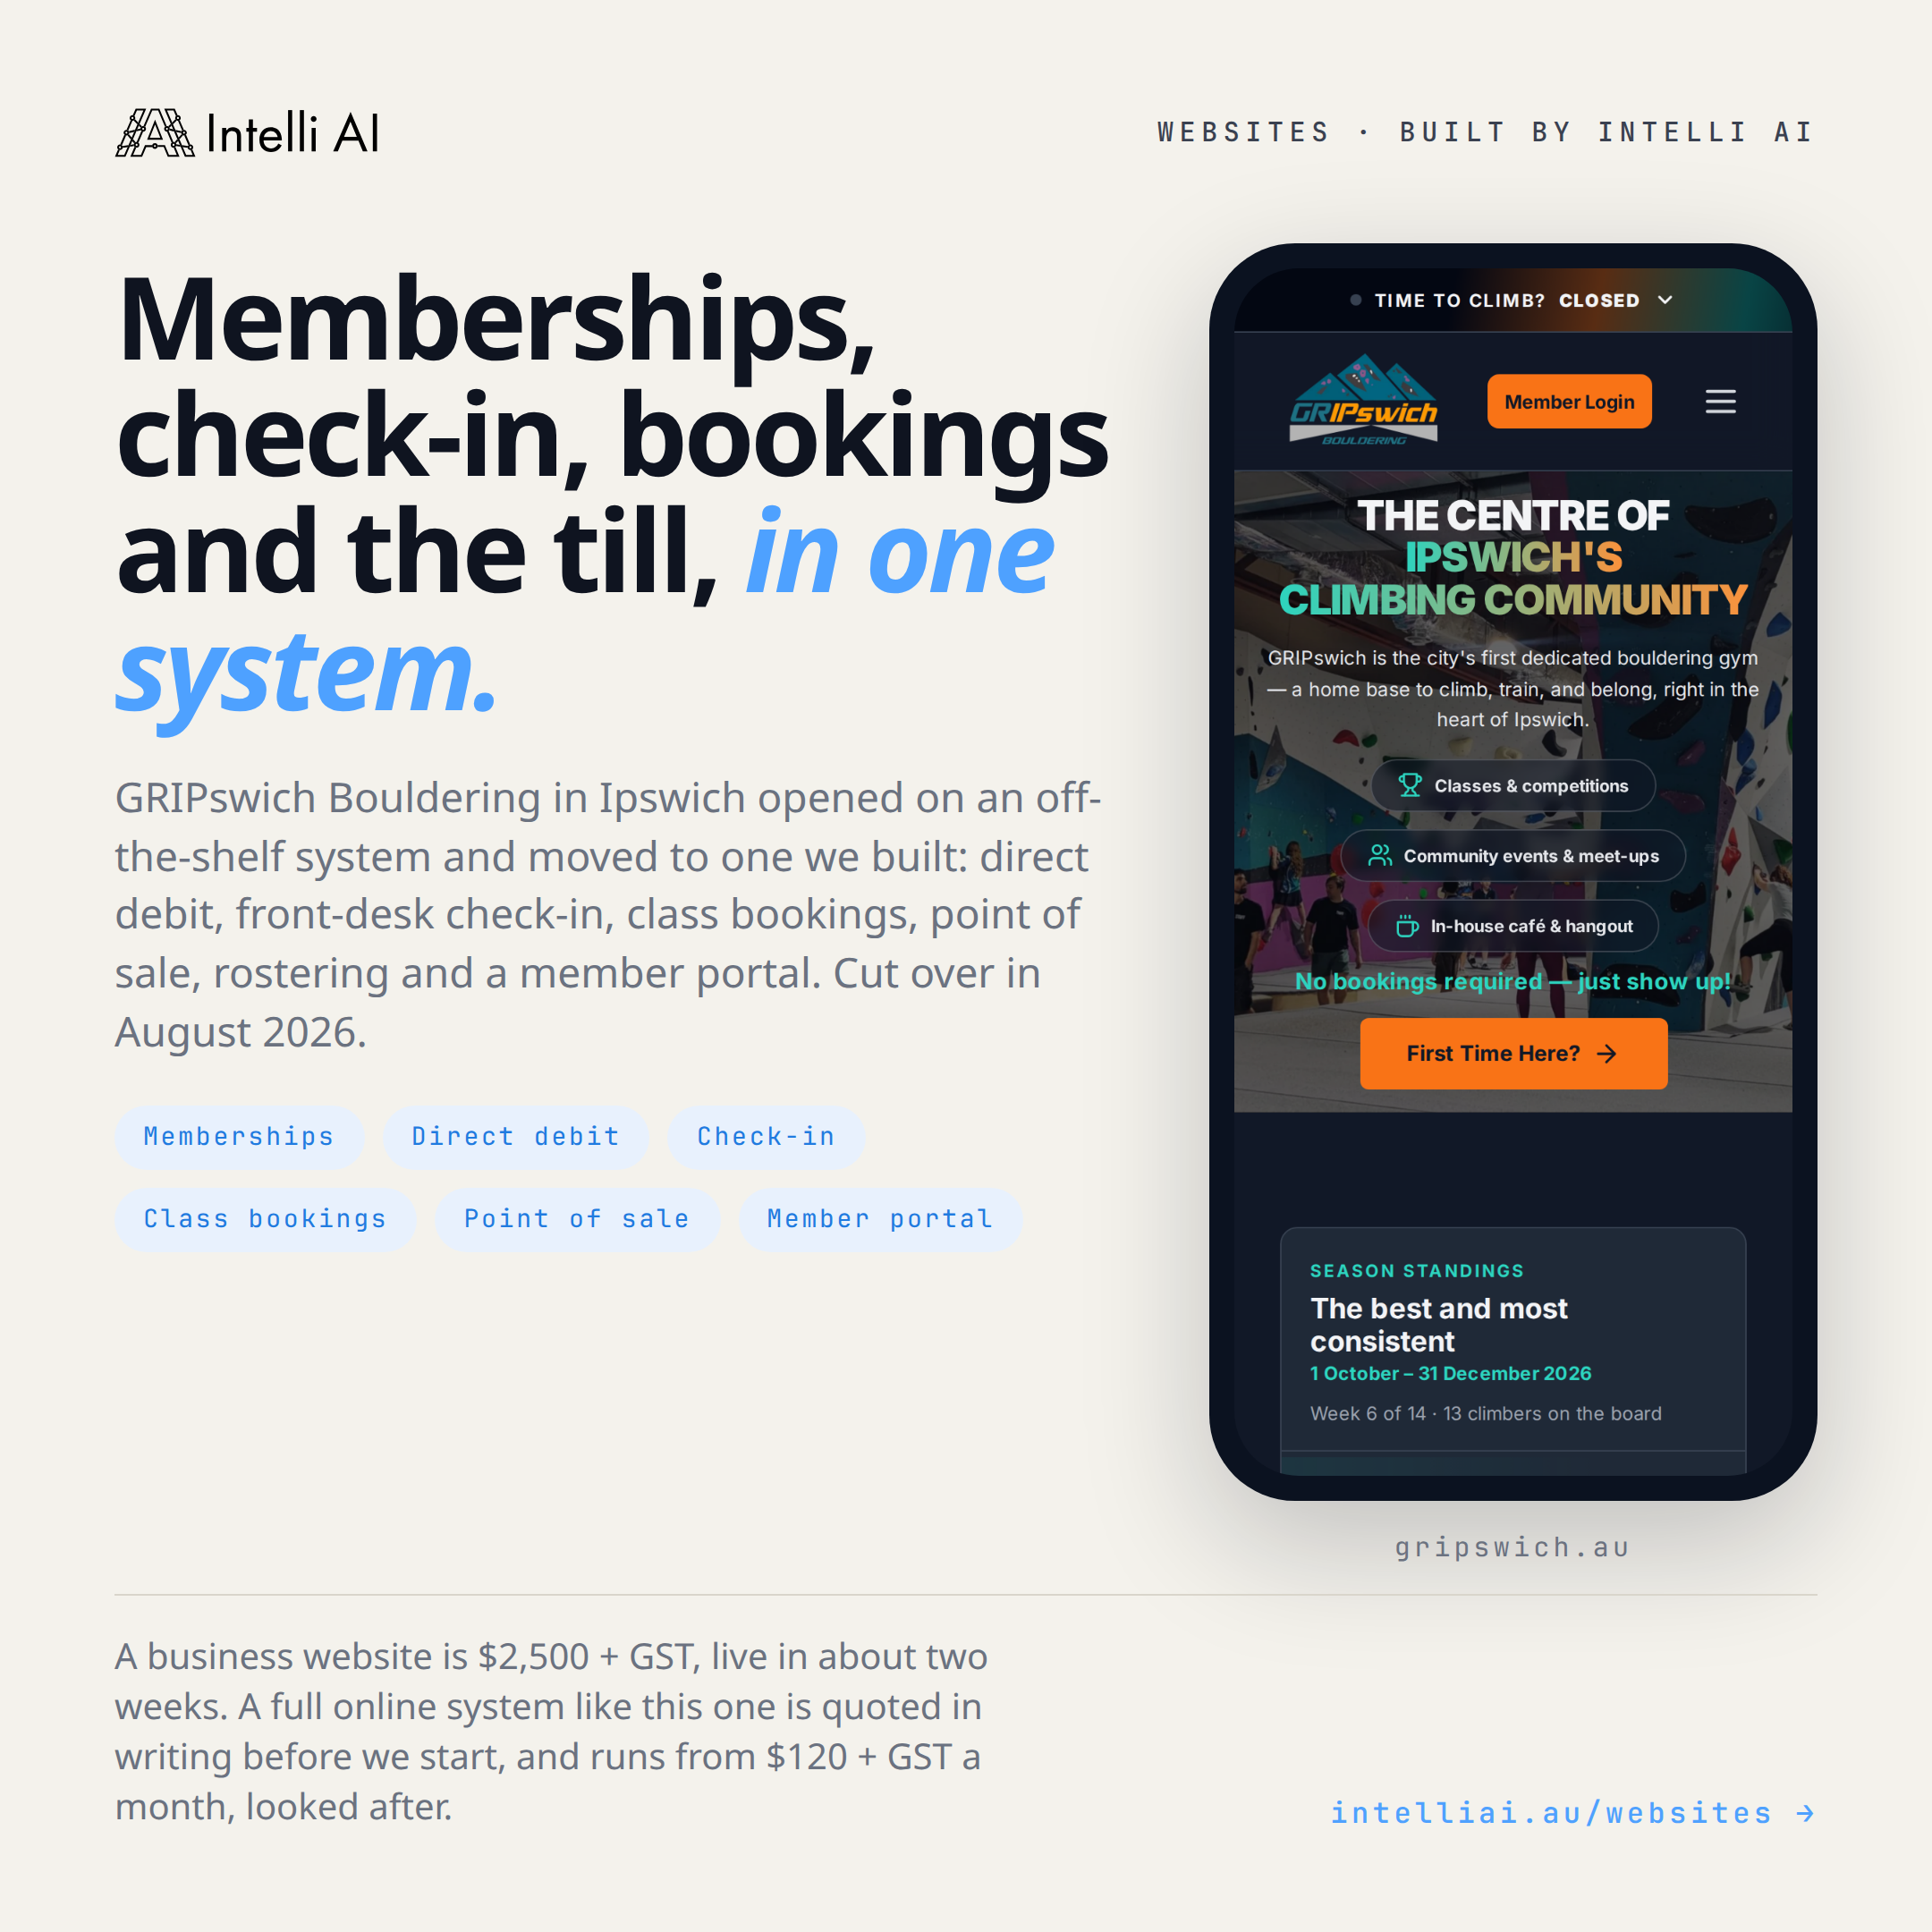 Intelli AI
WEBSITES · BUILT BY INTELLI AI
Memberships,
check-in, bookings
and the till, in one
system.
GRIPswich Bouldering in Ipswich opened on an off-
the-shelf system and moved to one we built: direct
debit, front-desk check-in, class bookings, point of
sale, rostering and a member portal. Cut over in
August 2026.
Memberships
Direct debit
Check-in
Class bookings
Point of sale
Member portal
TIME TO CLIMB? CLOSED
GRIPswich
BOULDERING
Member Login
THE CENTRE OF
IPSWICH'S
CLIMBING COMMUNITY
GRIPswich is the city's first dedicated bouldering gym
— a home base to climb, train, and belong, right in the
heart of Ipswich.
Classes & competitions
Community events & meet-ups
In-house café & hangout
No bookings required — just show up!
First Time Here? →
SEASON STANDINGS
The best and most
consistent
1 October – 31 December 2026
Week 6 of 14 · 13 climbers on the board
gripswich.au
A business website is $2,500 + GST, live in about two
weeks. A full online system like this one is quoted in
writing before we start, and runs from $120 + GST a
month, looked after.
intelliai.au/websites →